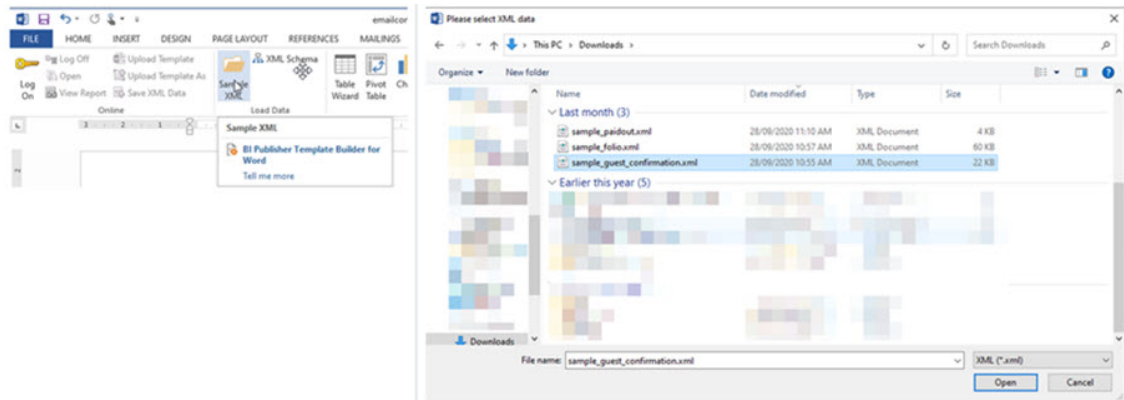 emailcor
FILE HOME INSERT DESIGN PAGE LAYOUT REFERENCES MAILINGS
Log On
Log Off
Open
View Report
Upload Template
Upload Template As
Save XML Data
Online
Sample XML
XML Schema
Load Data
Table Wizard
Pivot Table
Ch
3 2 1
Sample XML
BI Publisher Template Builder for
Word
Tell me more
Please select XML data
This PC > Downloads >
Search Downloads
Organize
New folder
Name Date modified Type Size
Last month (3)
sample_paidout.xml 28/09/2020 11:10 AM XML Document 4 KB
sample_folio.xml 28/09/2020 10:57 AM XML Document 60 KB
sample_guest_confirmation.xml 28/09/2020 10:55 AM XML Document 22 KB
Earlier this year (5)
Downloads
File name: sample_guest_confirmation.xml XML (*.xml)
Open Cancel